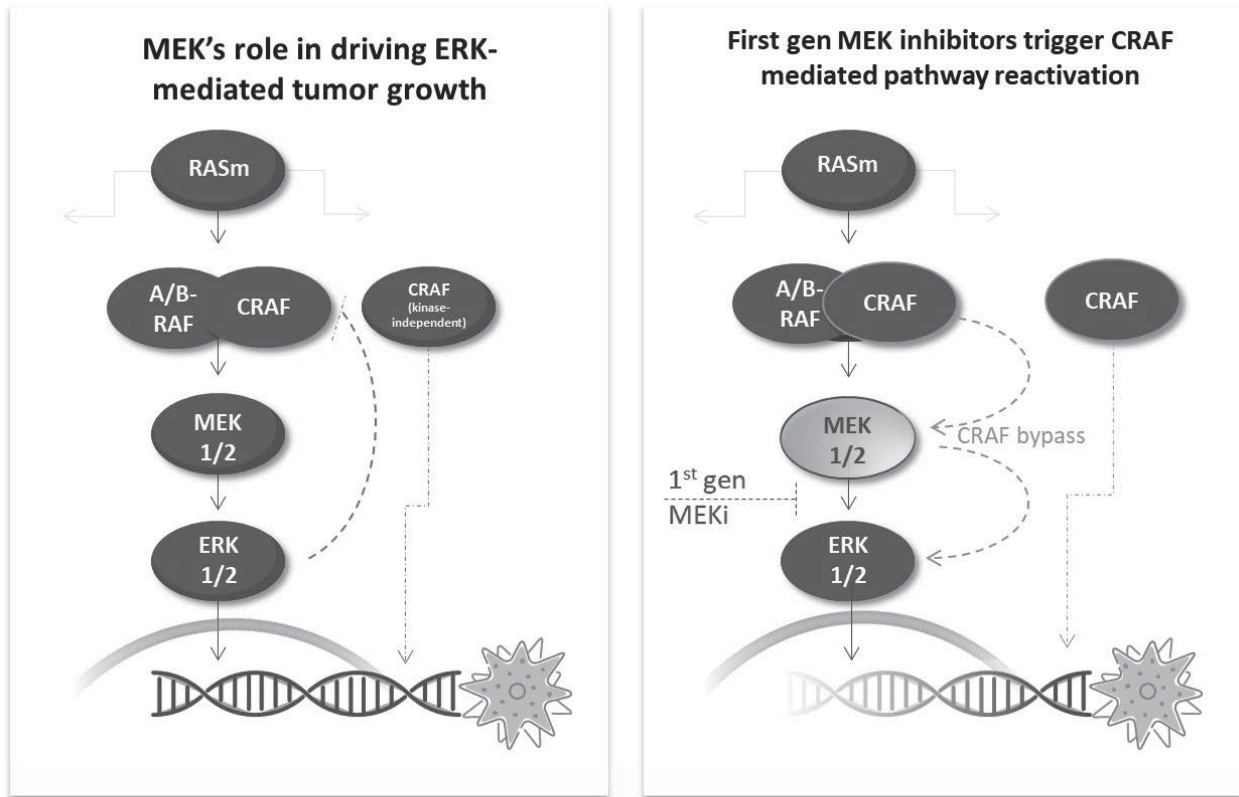 MEK's role in driving ERK-
mediated tumor growth
RASm
A/B-
RAF
CRAF
CRAF
(kinase-
independent)
MEK
1/2
ERK
1/2
First gen MEK inhibitors trigger CRAF
mediated pathway reactivation
RASm
A/B-
RAF
CRAF
CRAF
MEK
1/2
CRAF bypass
1st gen
MEKi
ERK
1/2